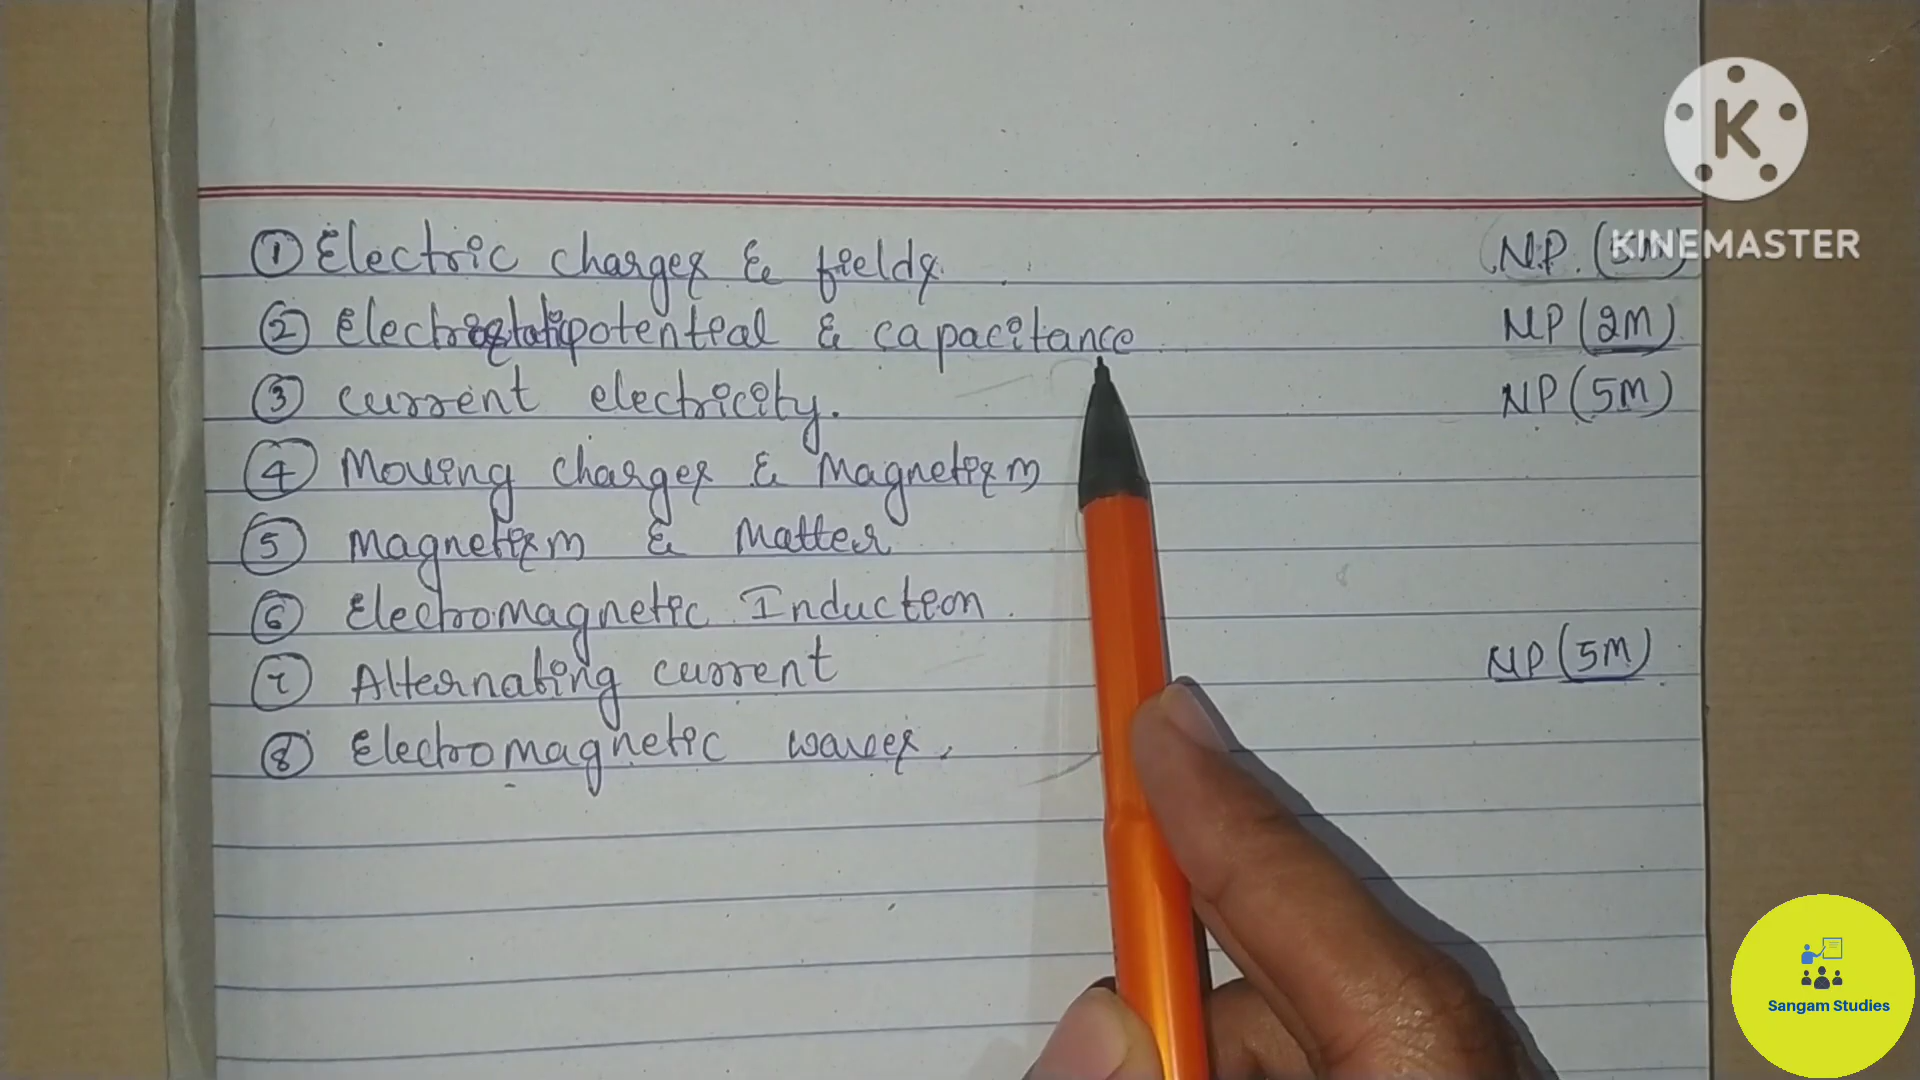 ① Electric charges & fields. N.P. (5M)
② Electrostatic potential & capacitance NP (2M)
③ current electricity. NP (5M)
④ Moving charges & Magnetism
⑤ Magnetism & Matter
⑥ Electromagnetic Induction.
⑦ Alternating current NP (5M)
⑧ Electromagnetic waves.
K
KINEMASTER
Sangam Studies